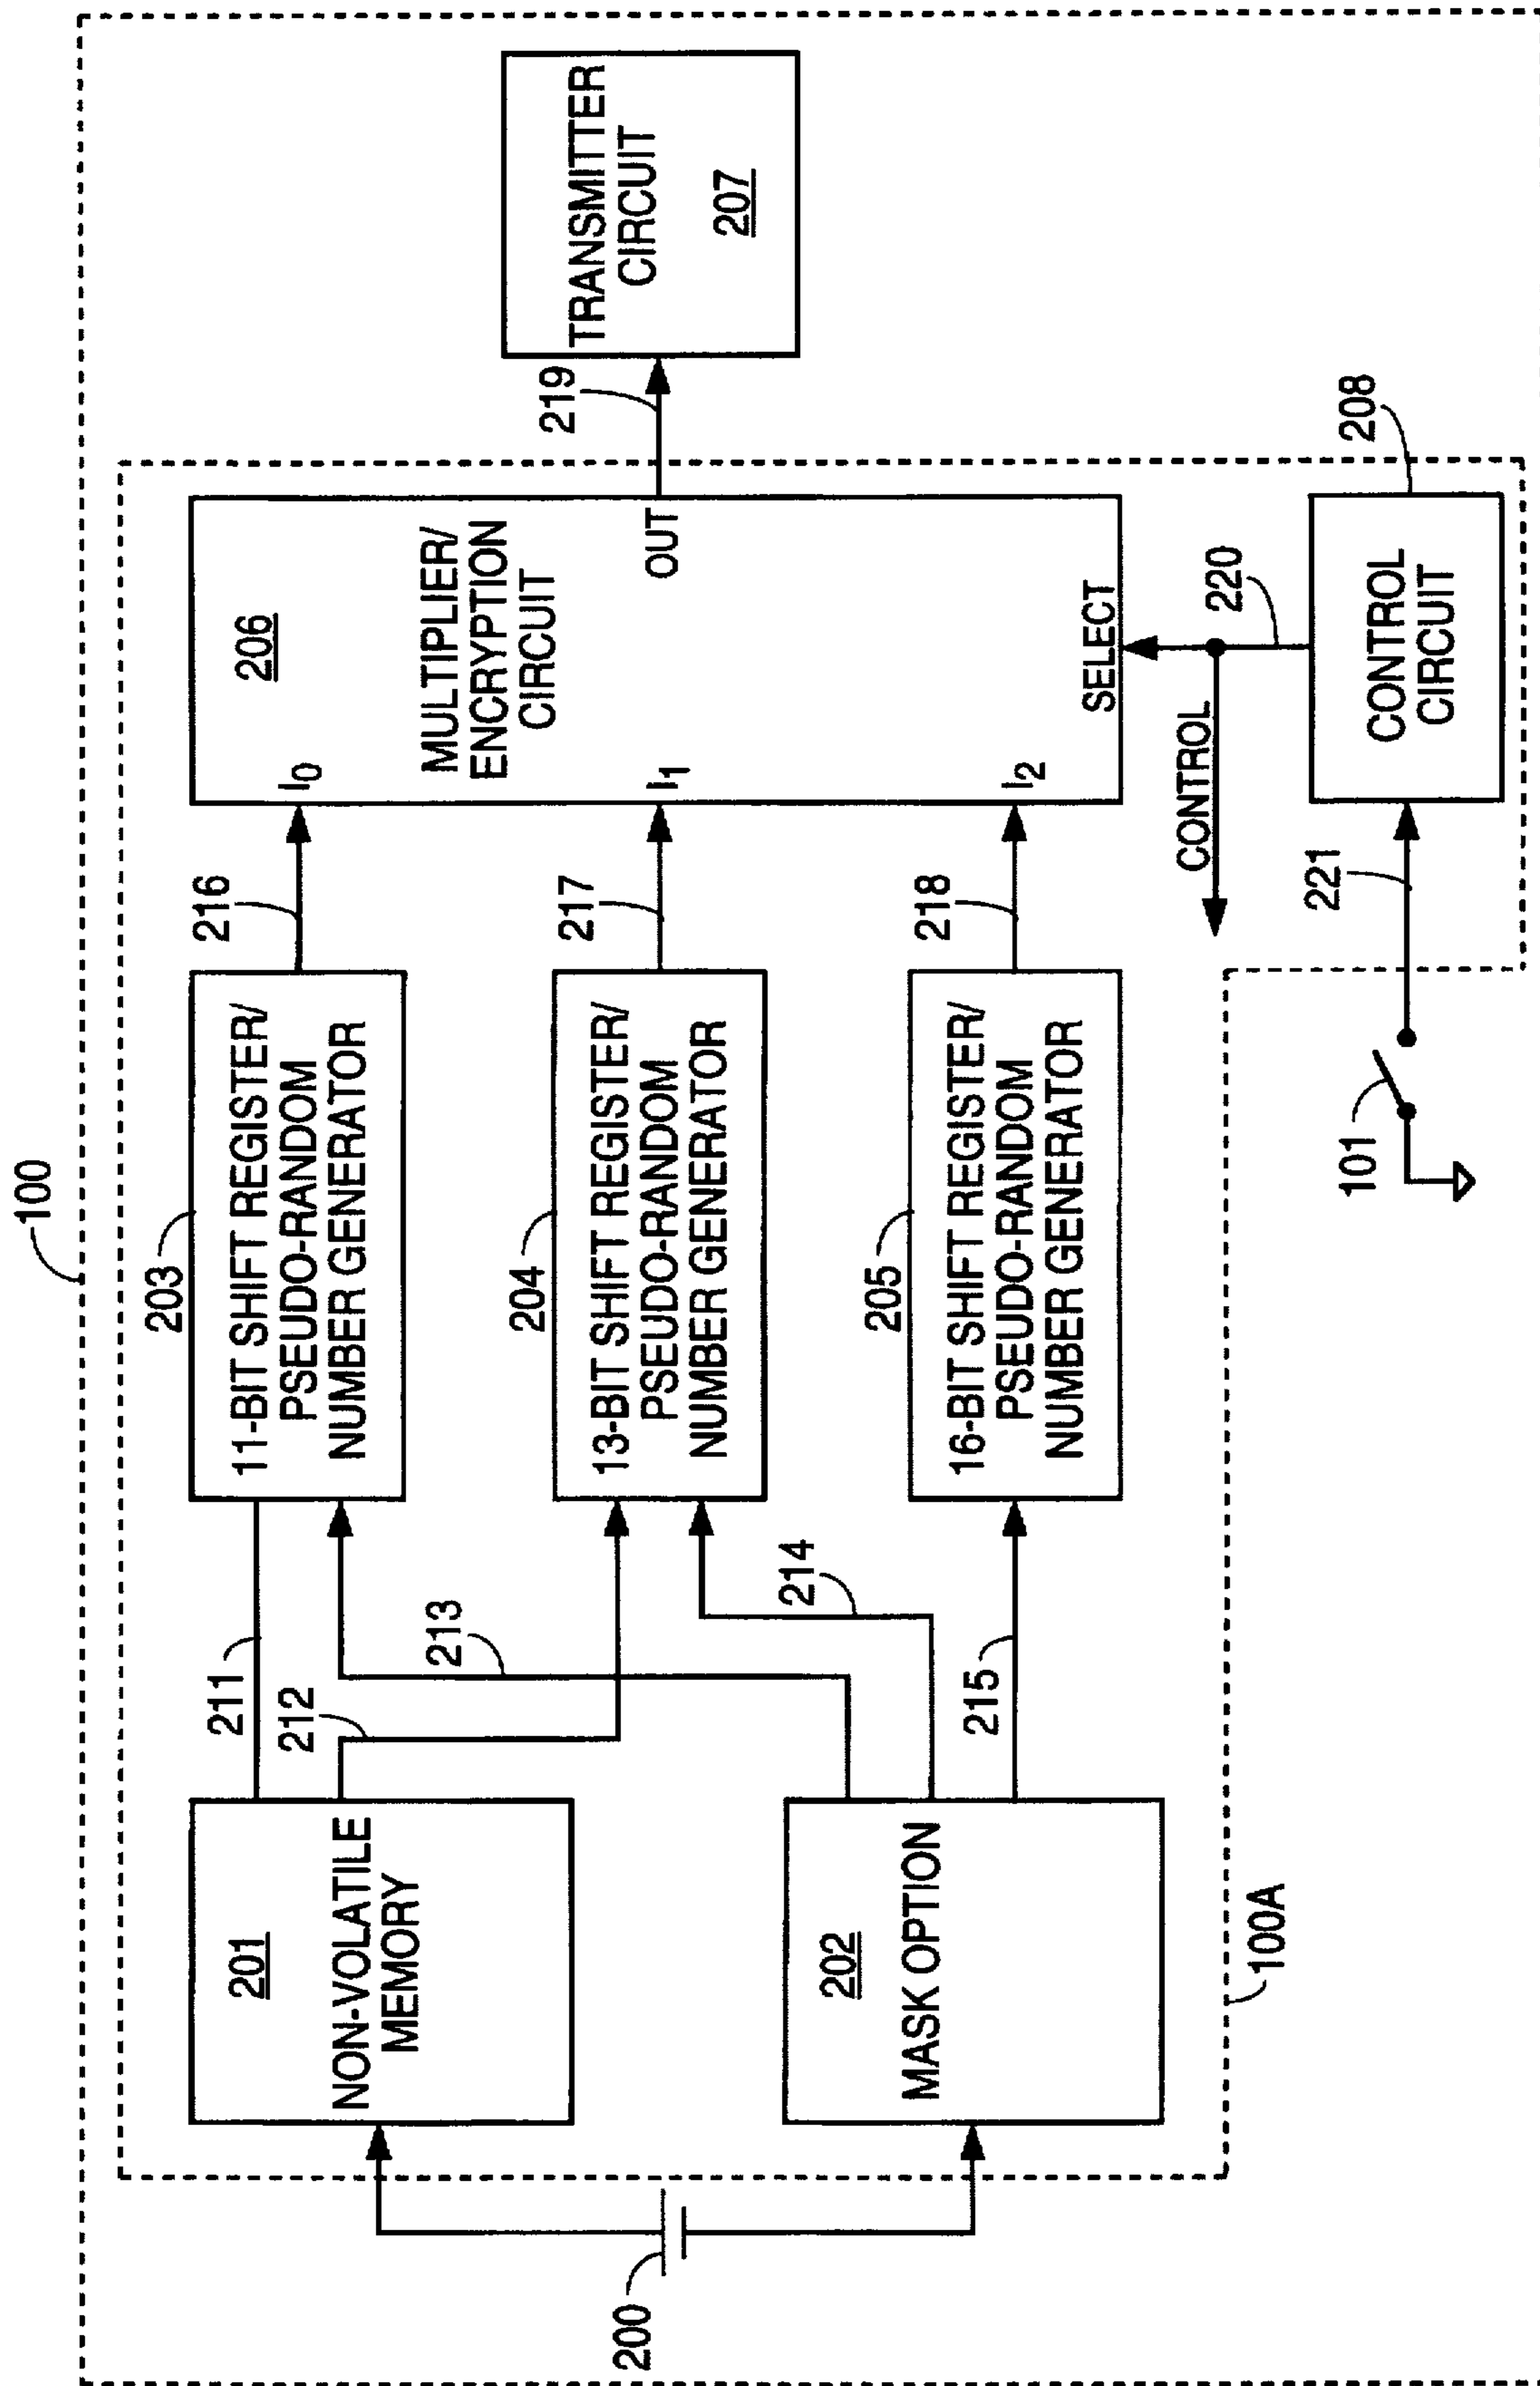 100
203
11-BIT SHIFT REGISTER/
PSEUDO-RANDOM
NUMBER GENERATOR
211
212
213
201
NON-VOLATILE
MEMORY
216
I0
206
MULTIPLIER/
ENCRYPTION
CIRCUIT
OUT
SELECT
219
TRANSMITTER
CIRCUIT
207
204
13-BIT SHIFT REGISTER/
PSEUDO-RANDOM
NUMBER GENERATOR
217
I1
200
202
MASK OPTION
214
215
205
16-BIT SHIFT REGISTER/
PSEUDO-RANDOM
NUMBER GENERATOR
218
I2
CONTROL
220
100A
101
221
CONTROL
CIRCUIT
208